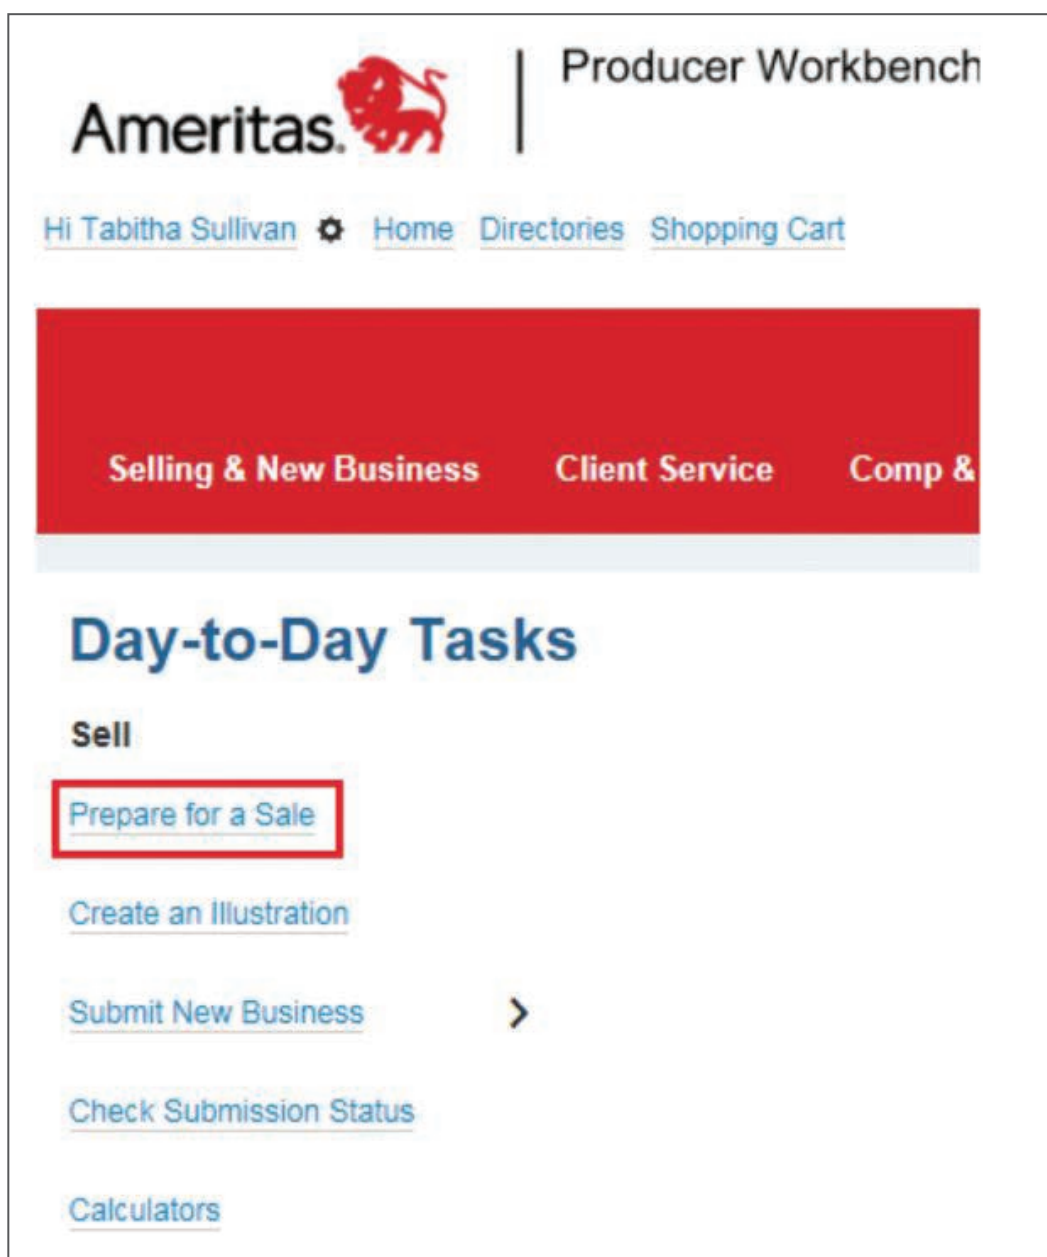 Ameritas.
Producer Workbench
Hi Tabitha Sullivan Home Directories Shopping Cart
Selling & New Business Client Service Comp &
Day-to-Day Tasks
Sell
Prepare for a Sale
Create an Illustration
Submit New Business
Check Submission Status
Calculators